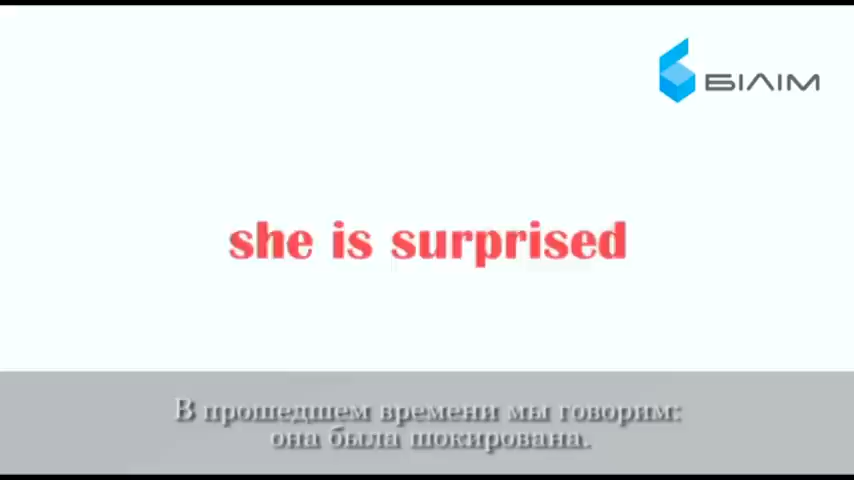 БІЛІМ
she is surprised
В прошедшем времени мы говорим:
она была шокирована.